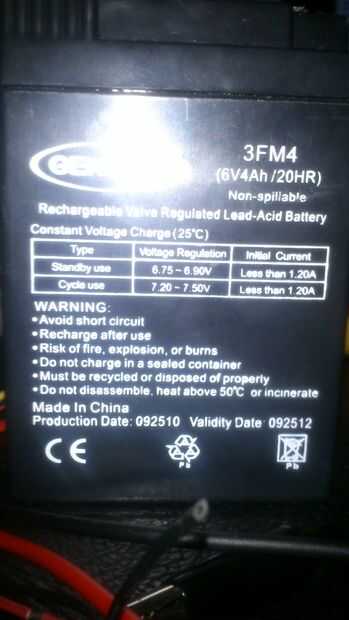 3FM4
(6V4Ah/20HR)
Non-spillable
Rechargeable Valve Regulated Lead-Acid Battery
Constant Voltage Charge(25℃)
Type Voltage Regulation Initial Current
Standby use 6.75~6.90V Less than 1.20A
Cycle use 7.20~7.50V Less than 1.20A
WARNING:
•Avoid short circuit
•Recharge after use
•Risk of fire, explosion, or burns
•Do not charge in a sealed container
•Must be recycled or disposed of properly
•Do not disassemble, heat above 50℃ or incinerate
Made In China
Production Date: 092510 Validity Date: 092512
CE
Pb Pb